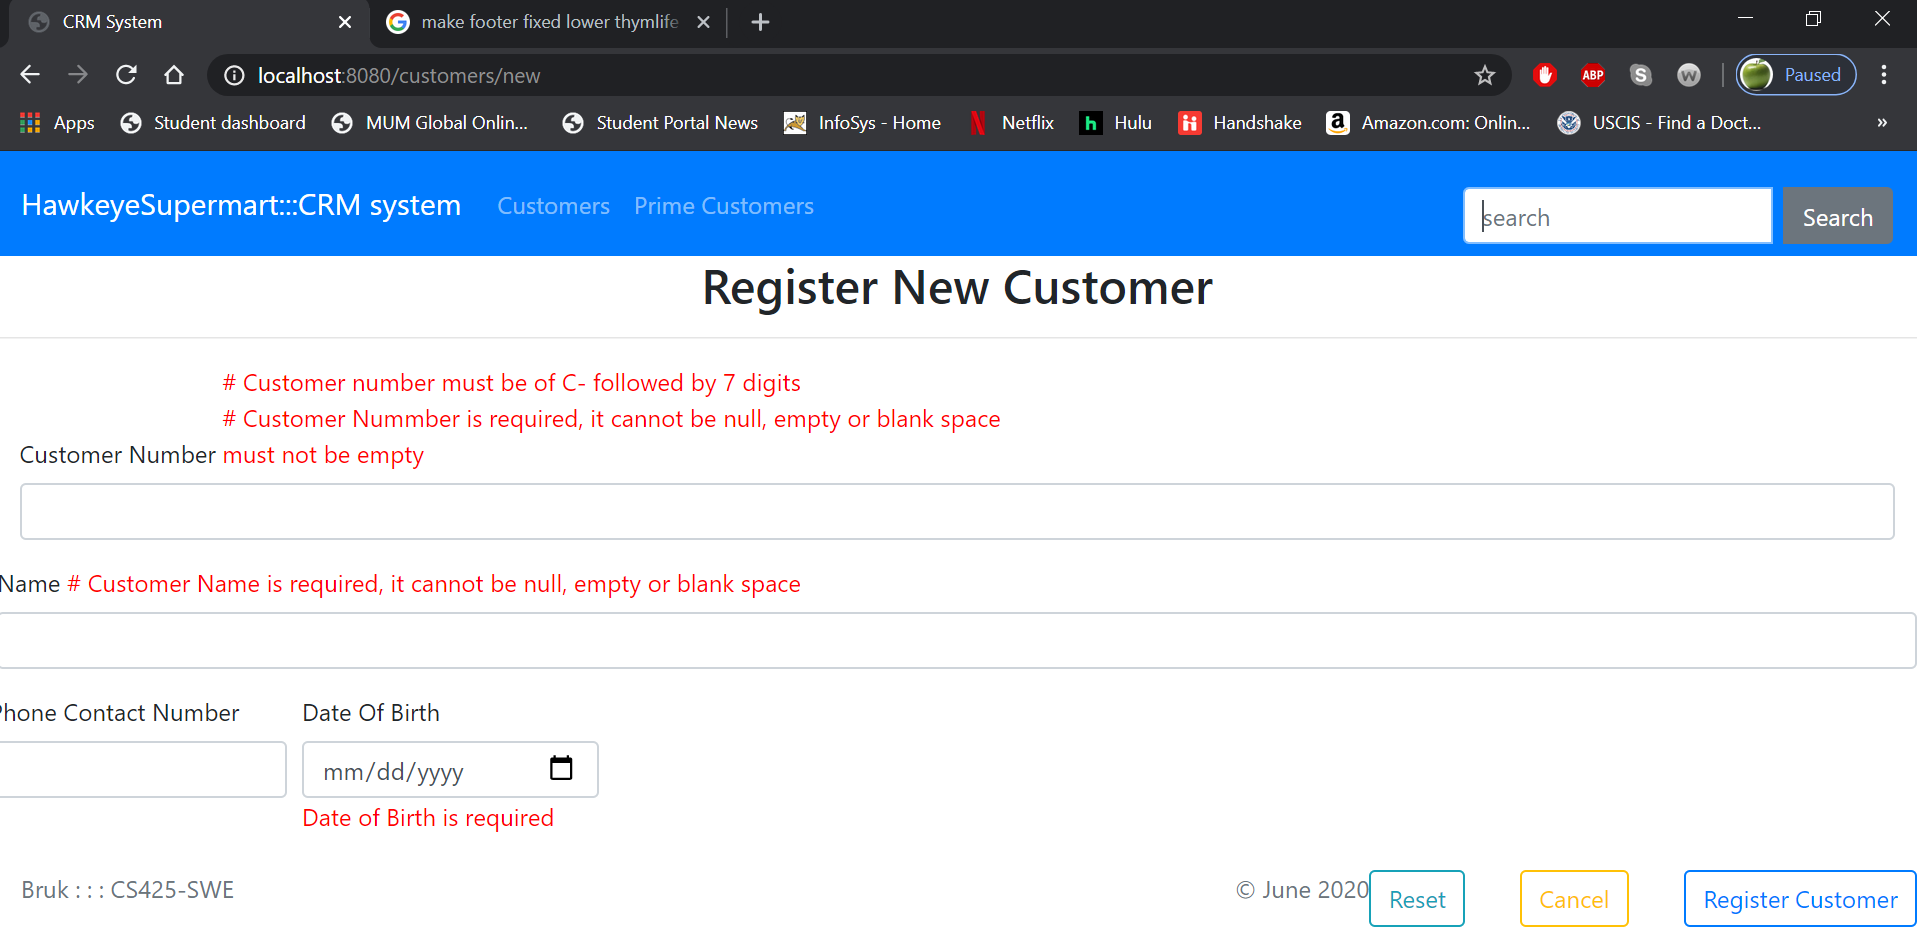 CRM System
make footer fixed lower thymlife
localhost:8080/customers/new
ABP
S
W
Paused
Apps
Student dashboard
MUM Global Onlin...
Student Portal News
InfoSys - Home
N
Netflix
h
Hulu
Handshake
a
Amazon.com: Onlin...
USCIS - Find a Doct...
»
HawkeyeSupermart:::CRM system
Customers
Prime Customers
search
Search
Register New Customer
# Customer number must be of C- followed by 7 digits
# Customer Nummber is required, it cannot be null, empty or blank space
Customer Number must not be empty
Name # Customer Name is required, it cannot be null, empty or blank space
Phone Contact Number
Date Of Birth
mm/dd/yyyy
Date of Birth is required
Bruk : : : CS425-SWE
© June 2020
Reset
Cancel
Register Customer